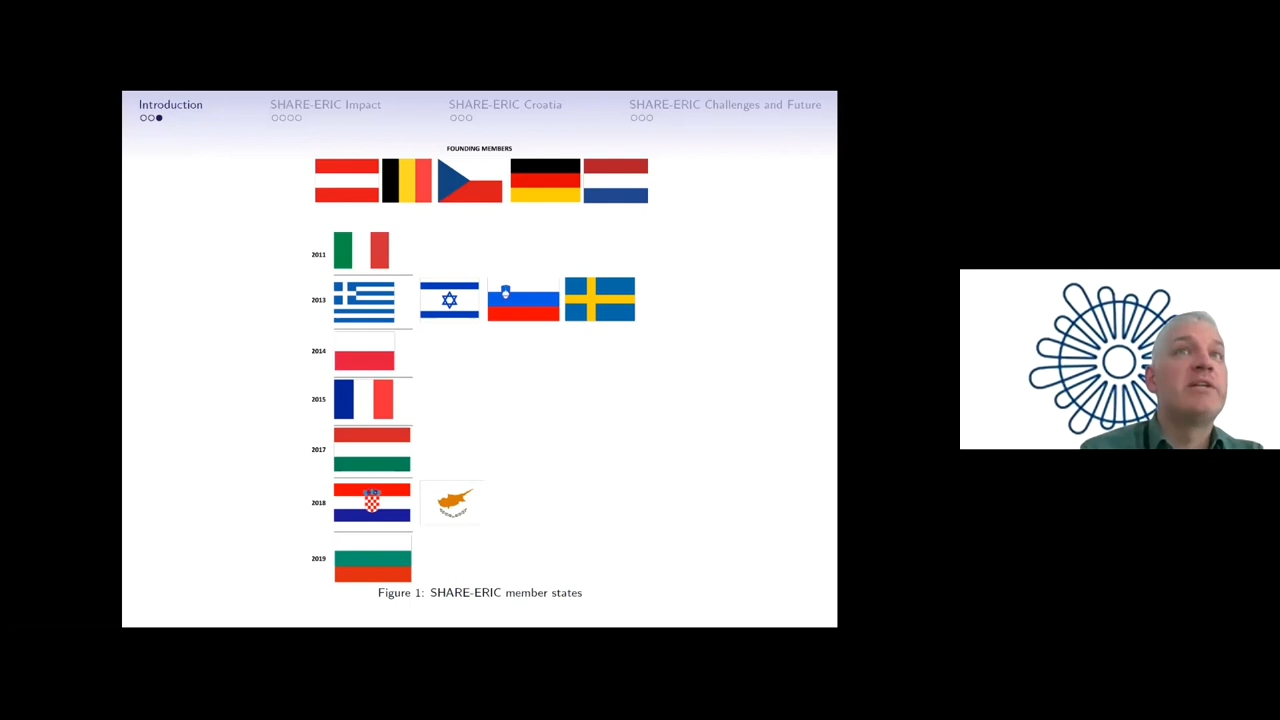 Introduction
SHARE-ERIC Impact
SHARE-ERIC Croatia
SHARE-ERIC Challenges and Future
FOUNDING MEMBERS
2011
2013
2014
2015
2017
2018
2019
Figure 1: SHARE-ERIC member states